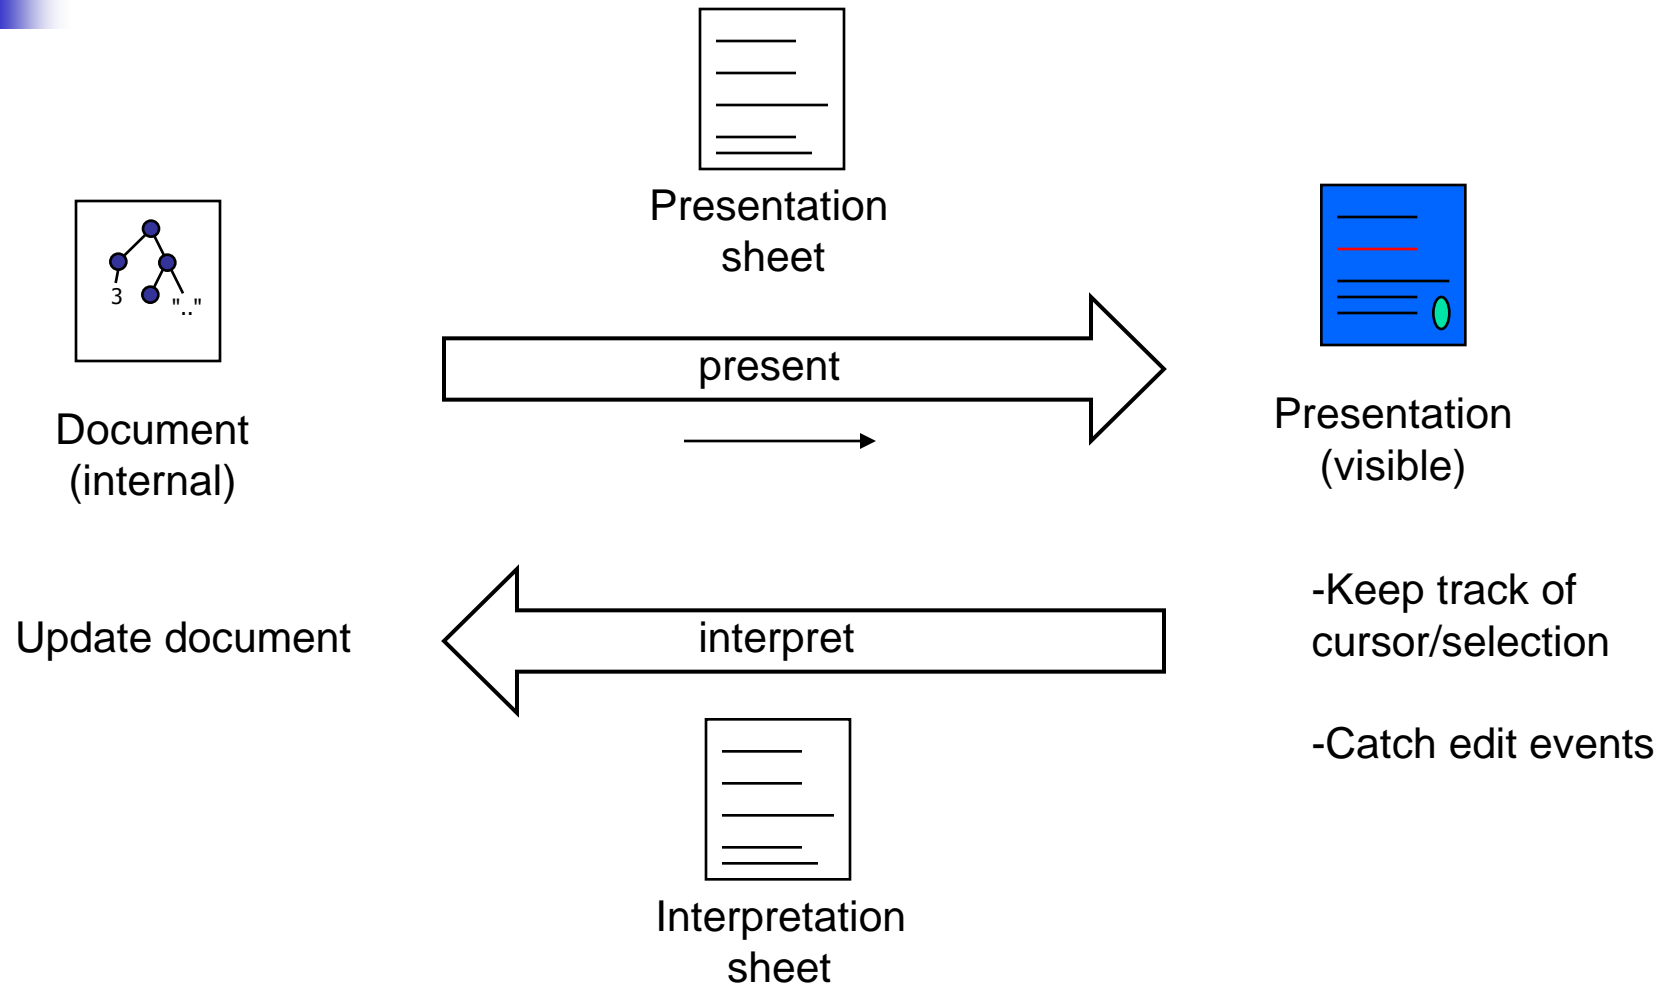 Presentation
sheet
3
".."
present
Document
(internal)
Presentation
(visible)
Update document
interpret
-Keep track of
cursor/selection
-Catch edit events
Interpretation
sheet